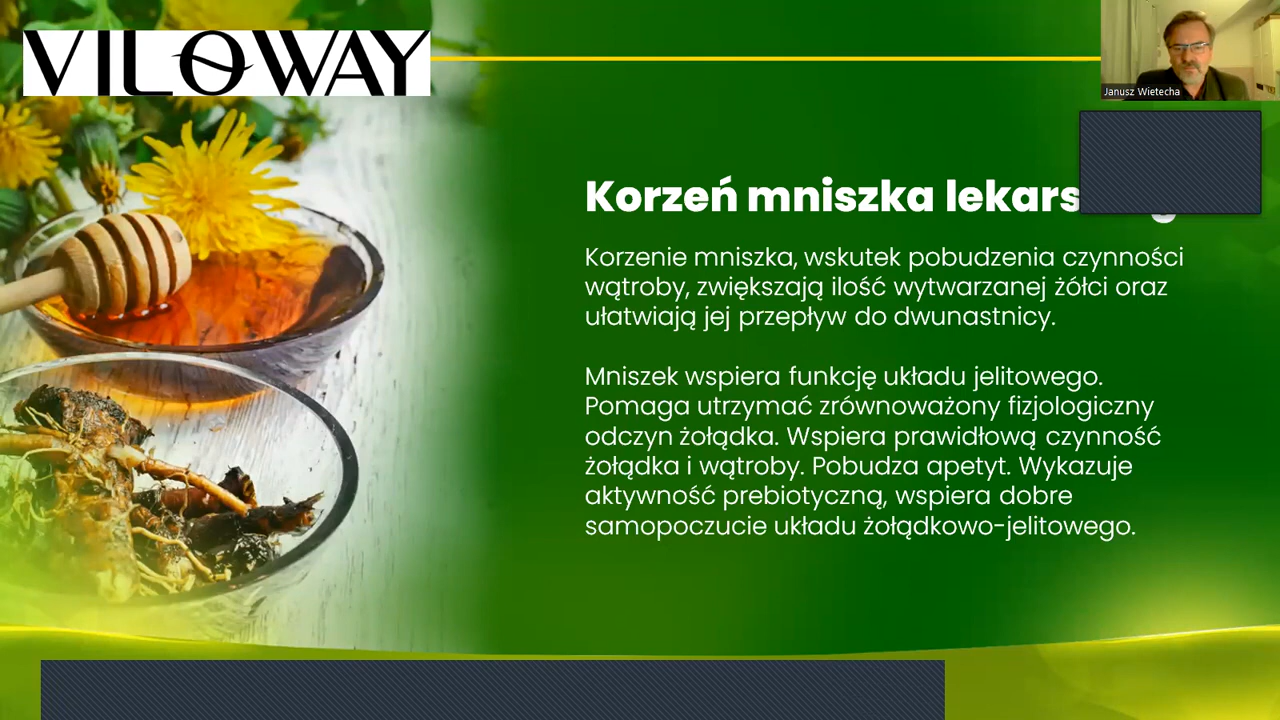 VILOWAY
Janusz Wietecha
Korzeń mniszka
Korzenie mniszka, wskutek pobudzenia czynności
wątroby, zwiększają ilość wytwarzanej żółci oraz
ułatwiają jej przepływ do dwunastnicy.
Mniszek wspiera funkcję układu jelitowego.
Pomaga utrzymać zrównoważony fizjologiczny
odczyn żołądka. Wspiera prawidłową czynność
żołądka i wątroby. Pobudza apetyt. Wykazuje
aktywność prebiotyczną, wspiera dobre
samopoczucie układu żołądkowo-jelitowego.